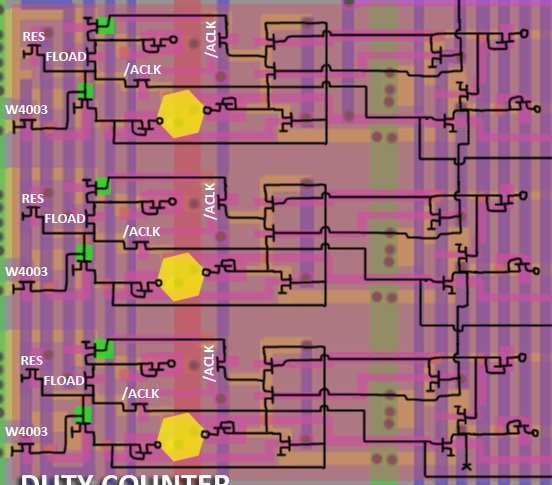 RES
FLOAD
/ACLK
/ACLK
W4003
RES
FLOAD
/ACLK
/ACLK
W4003
RES
FLOAD
/ACLK
/ACLK
W4003
DUTY COUNTER